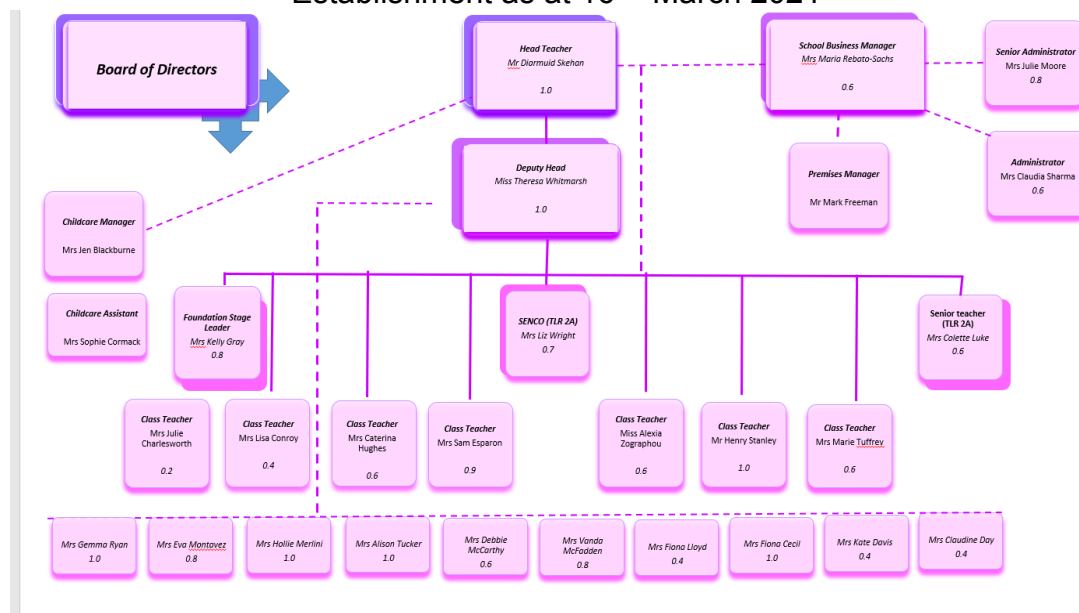 Board of Directors
Head Teacher
Mr Diarmuid Skehan
1.0
School Business Manager
Mrs Maria Rebato-Sachs
0.6
Senior Administrator
Mrs Julie Moore
0.8
Deputy Head
Miss Theresa Whitmarsh
1.0
Premises Manager
Mr Mark Freeman
Administrator
Mrs Claudia Sharma
0.6
Childcare Manager
Mrs Jen Blackburne
Childcare Assistant
Mrs Sophie Cormack
Foundation Stage
Leader
Mrs Kelly Gray
0.8
SENCO (TLR 2A)
Mrs Liz Wright
0.7
Senior teacher
(TLR 2A)
Mrs Colette Luke
0.6
Class Teacher
Mrs Julie
Charlesworth
0.2
Class Teacher
Mrs Lisa Conroy
0.4
Class Teacher
Mrs Caterina
Hughes
0.6
Class Teacher
Mrs Sam Esparon
0.9
Class Teacher
Miss Alexia
Zographou
0.6
Class Teacher
Mr Henry Stanley
1.0
Class Teacher
Mrs Marie Tuffrey
0.6
Mrs Gemma Ryan
1.0
Mrs Eva Montavez
0.8
Mrs Hollie Merlini
1.0
Mrs Alison Tucker
1.0
Mrs Debbie
McCarthy
0.6
Mrs Vanda
McFadden
0.8
Mrs Fiona Lloyd
0.4
Mrs Fiona Cecil
1.0
Mrs Kate Davis
0.4
Mrs Claudine Day
0.4